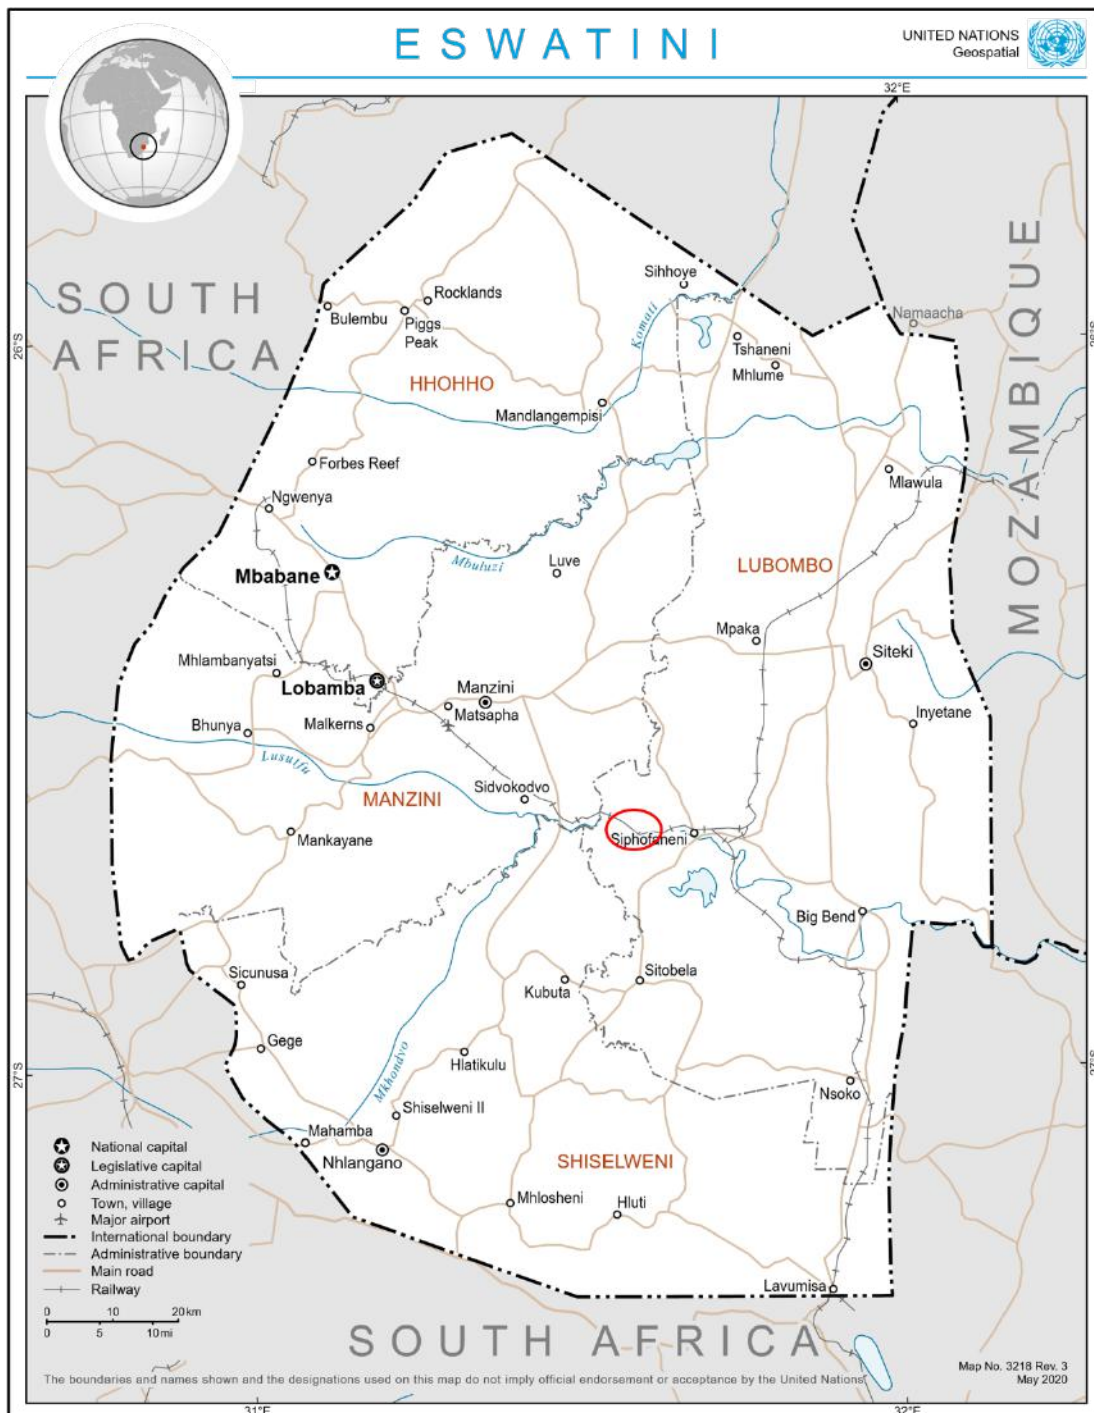 ESWATINI
UNITED NATIONS
Geospatial
32°E
SOUTH
AFRICA
MOZAMBIQUE
26°S
26°S
Sihhoye
Namaacha
Rocklands
Bulembu
Piggs
Peak
Komati
Tshaneni
Mhlume
HHOHHO
Mandlangempisi
Forbes Reef
Mlawula
Ngwenya
Mbuluzi
Luve
LUBOMBO
Mbabane
Mpaka
Siteki
Mhlambanyatsi
Lobamba
Manzini
Matsapha
Inyetane
Bhunya
Malkerns
Lusutfu
Sidvokodvo
MANZINI
Mankayane
Siphofaneni
Big Bend
Sicunusa
Kubuta
Sitobela
Gege
Hlatikulu
27°S
27°S
Mkhondvo
Nsoko
Shiselweni II
Mahamba
Nhlangano
SHISELWENI
Mhlosheni
Hluti
Lavumisa
National capital
Legislative capital
Administrative capital
Town, village
Major airport
International boundary
Administrative boundary
Main road
Railway
0 10 20 km
0 5 10 mi
SOUTH AFRICA
Map No. 3218 Rev. 3
May 2020
The boundaries and names shown and the designations used on this map do not imply official endorsement or acceptance by the United Nations
31°E
32°E